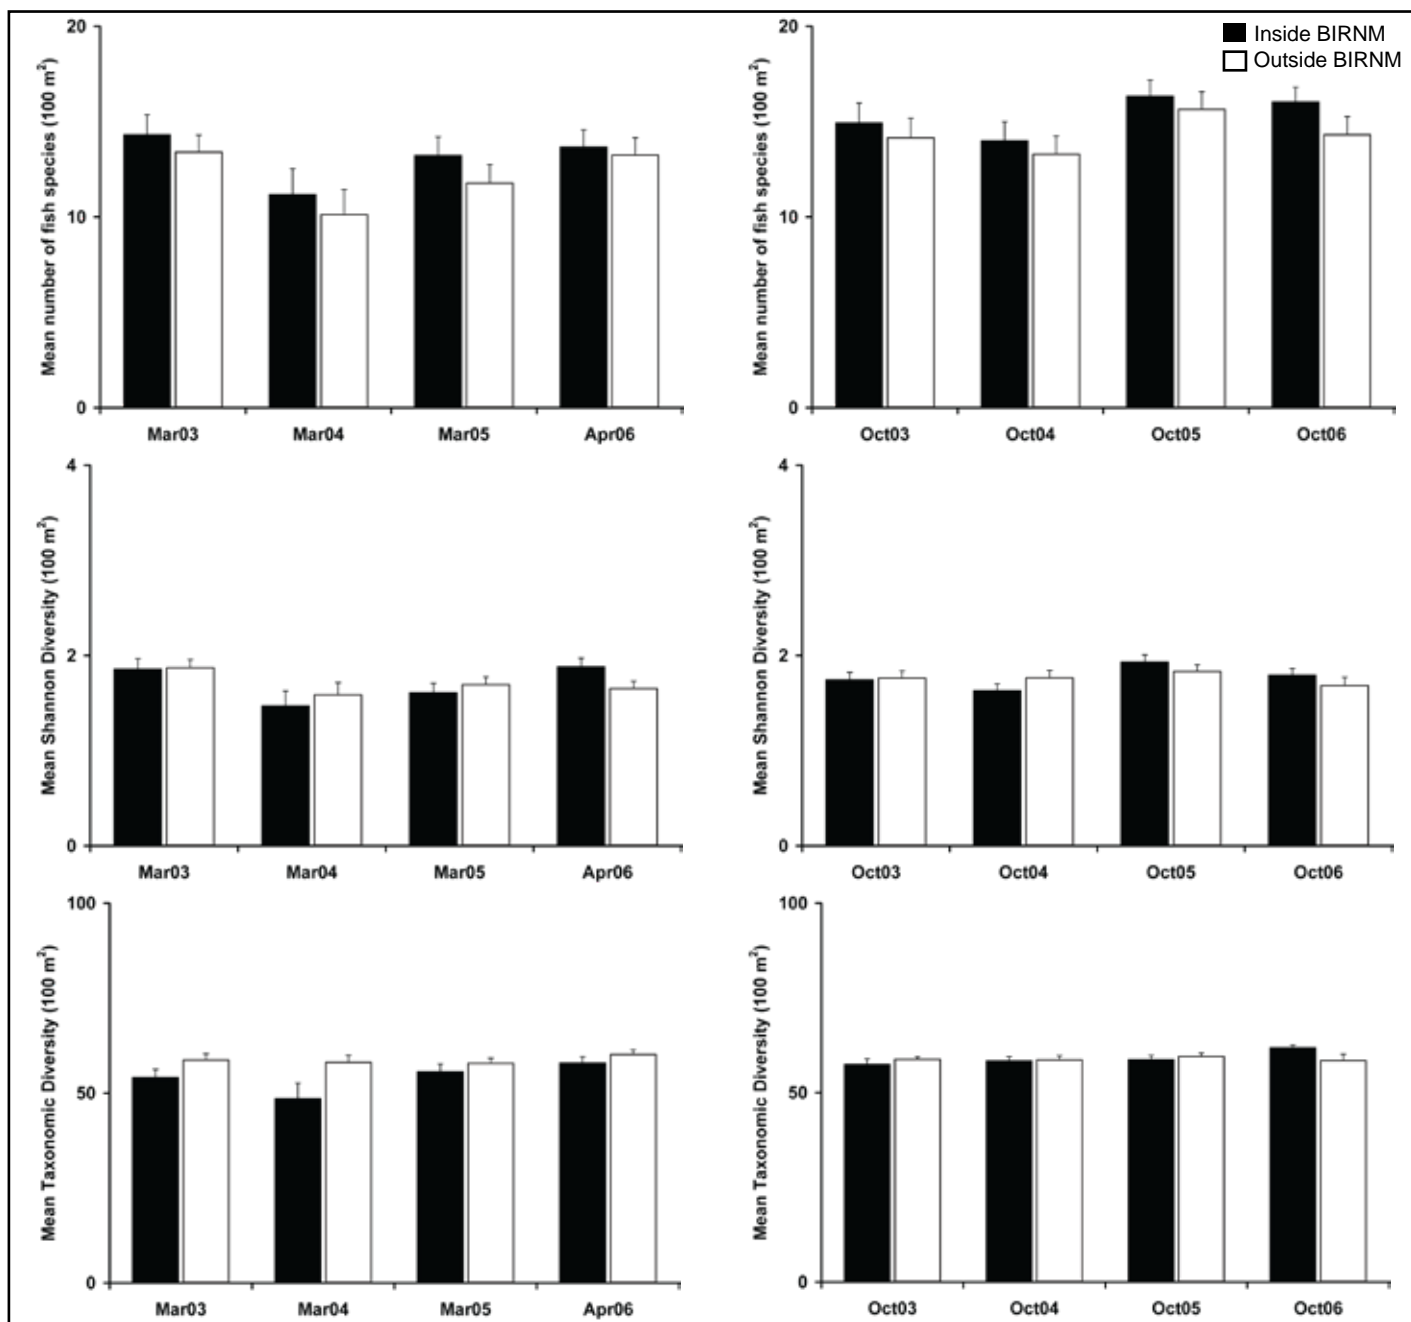 Inside BIRNM
Outside BIRNM
Mean number of fish species (100 m²)
20
10
0
Mar03 Mar04 Mar05 Apr06
Mean number of fish species (100 m²)
20
10
0
Oct03 Oct04 Oct05 Oct06
Mean Shannon Diversity (100 m²)
4
2
0
Mar03 Mar04 Mar05 Apr06
Mean Shannon Diversity (100 m²)
4
2
0
Oct03 Oct04 Oct05 Oct06
Mean Taxonomic Diversity (100 m²)
100
50
0
Mar03 Mar04 Mar05 Apr06
Mean Taxonomic Diversity (100 m²)
100
50
0
Oct03 Oct04 Oct05 Oct06